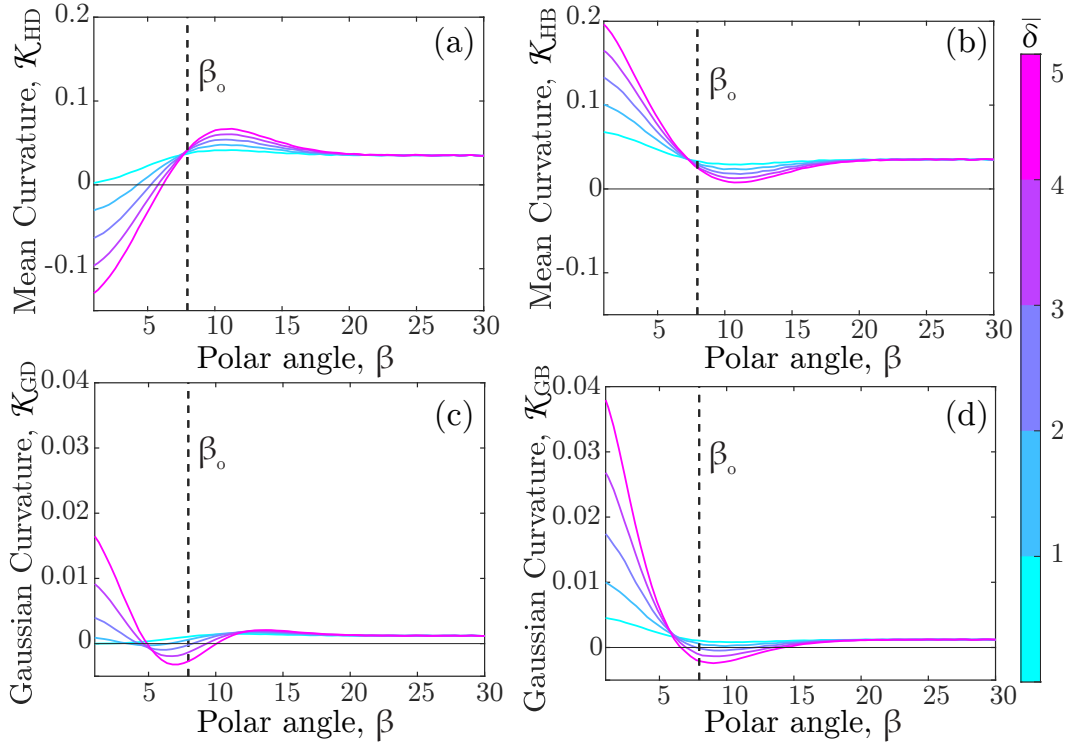 0.2
0.1
0
-0.1
Mean Curvature, 𝒦HD
(a)
βo
5 10 15 20 25 30
Polar angle, β
0.2
0.1
0
-0.1
Mean Curvature, 𝒦HB
(b)
βo
5 10 15 20 25 30
Polar angle, β
0.04
0.03
0.02
0.01
0
Gaussian Curvature, 𝒦GD
(c)
βo
5 10 15 20 25 30
Polar angle, β
0.04
0.03
0.02
0.01
0
Gaussian Curvature, 𝒦GB
(d)
βo
5 10 15 20 25 30
Polar angle, β
δ̅
5
4
3
2
1